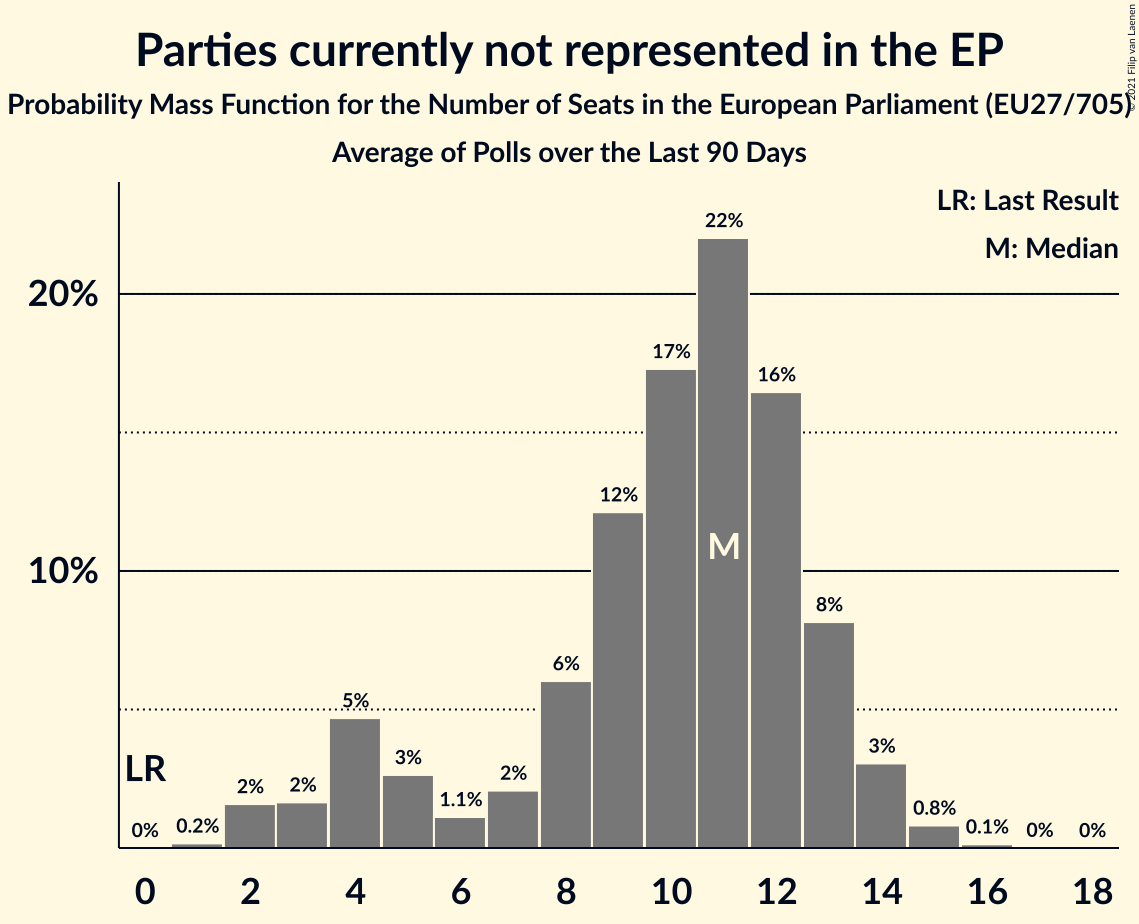 Parties currently not represented in the EP
Probability Mass Function for the Number of Seats in the European Parliament (EU27/705)
Average of Polls over the Last 90 Days
© 2021 Filip van Laenen
LR: Last Result
M: Median
20%
10%
LR
0%
0.2%
2%
2%
5%
3%
1.1%
2%
6%
12%
17%
22%
16%
8%
3%
0.8%
0.1%
0%
0%
M
0 2 4 6 8 10 12 14 16 18